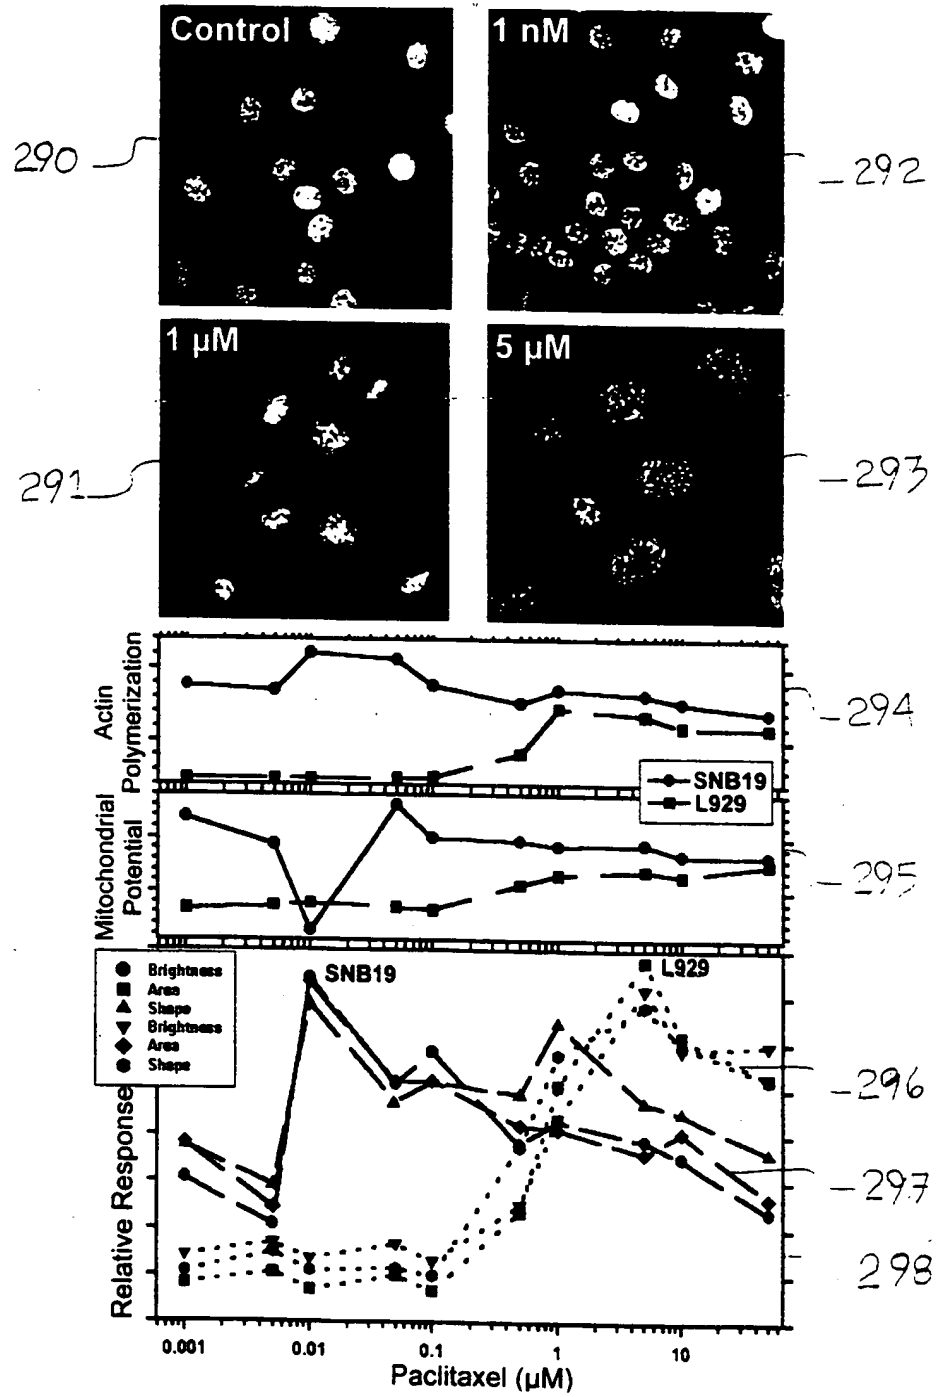 Control
1 nM
290
292
1 µM
5 µM
291
293
Actin
Polymerization
294
SNB19
L929
Mitochondrial
Potential
295
Brightness
Area
Shape
Brightness
Area
Shape
SNB19
L929
296
297
298
Relative Response
0.001
0.01
0.1
1
10
Paclitaxel (µM)